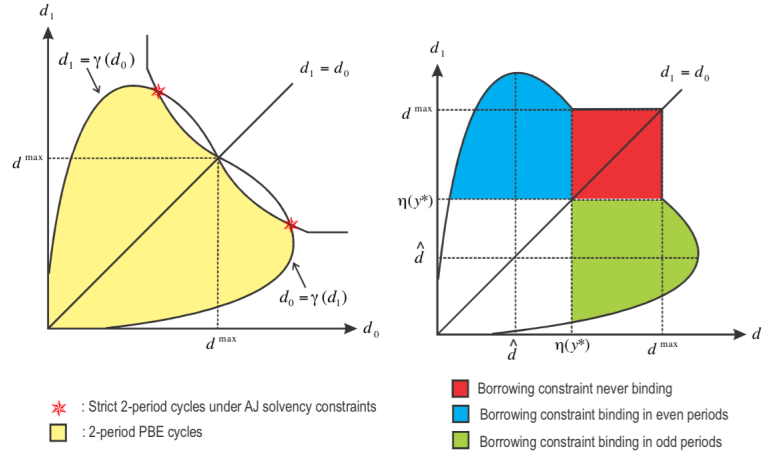 d₁
d₁ = γ(d₀)
d₁ = d₀
d max
d₀ = γ(d₁)
d₀
d max
: Strict 2-period cycles under AJ solvency constraints
: 2-period PBE cycles
d₁
d₁ = d₀
d max
η(y*)
d̂
d̂
η(y*)
d max
d
Borrowing constraint never binding
Borrowing constraint binding in even periods
Borrowing constraint binding in odd periods